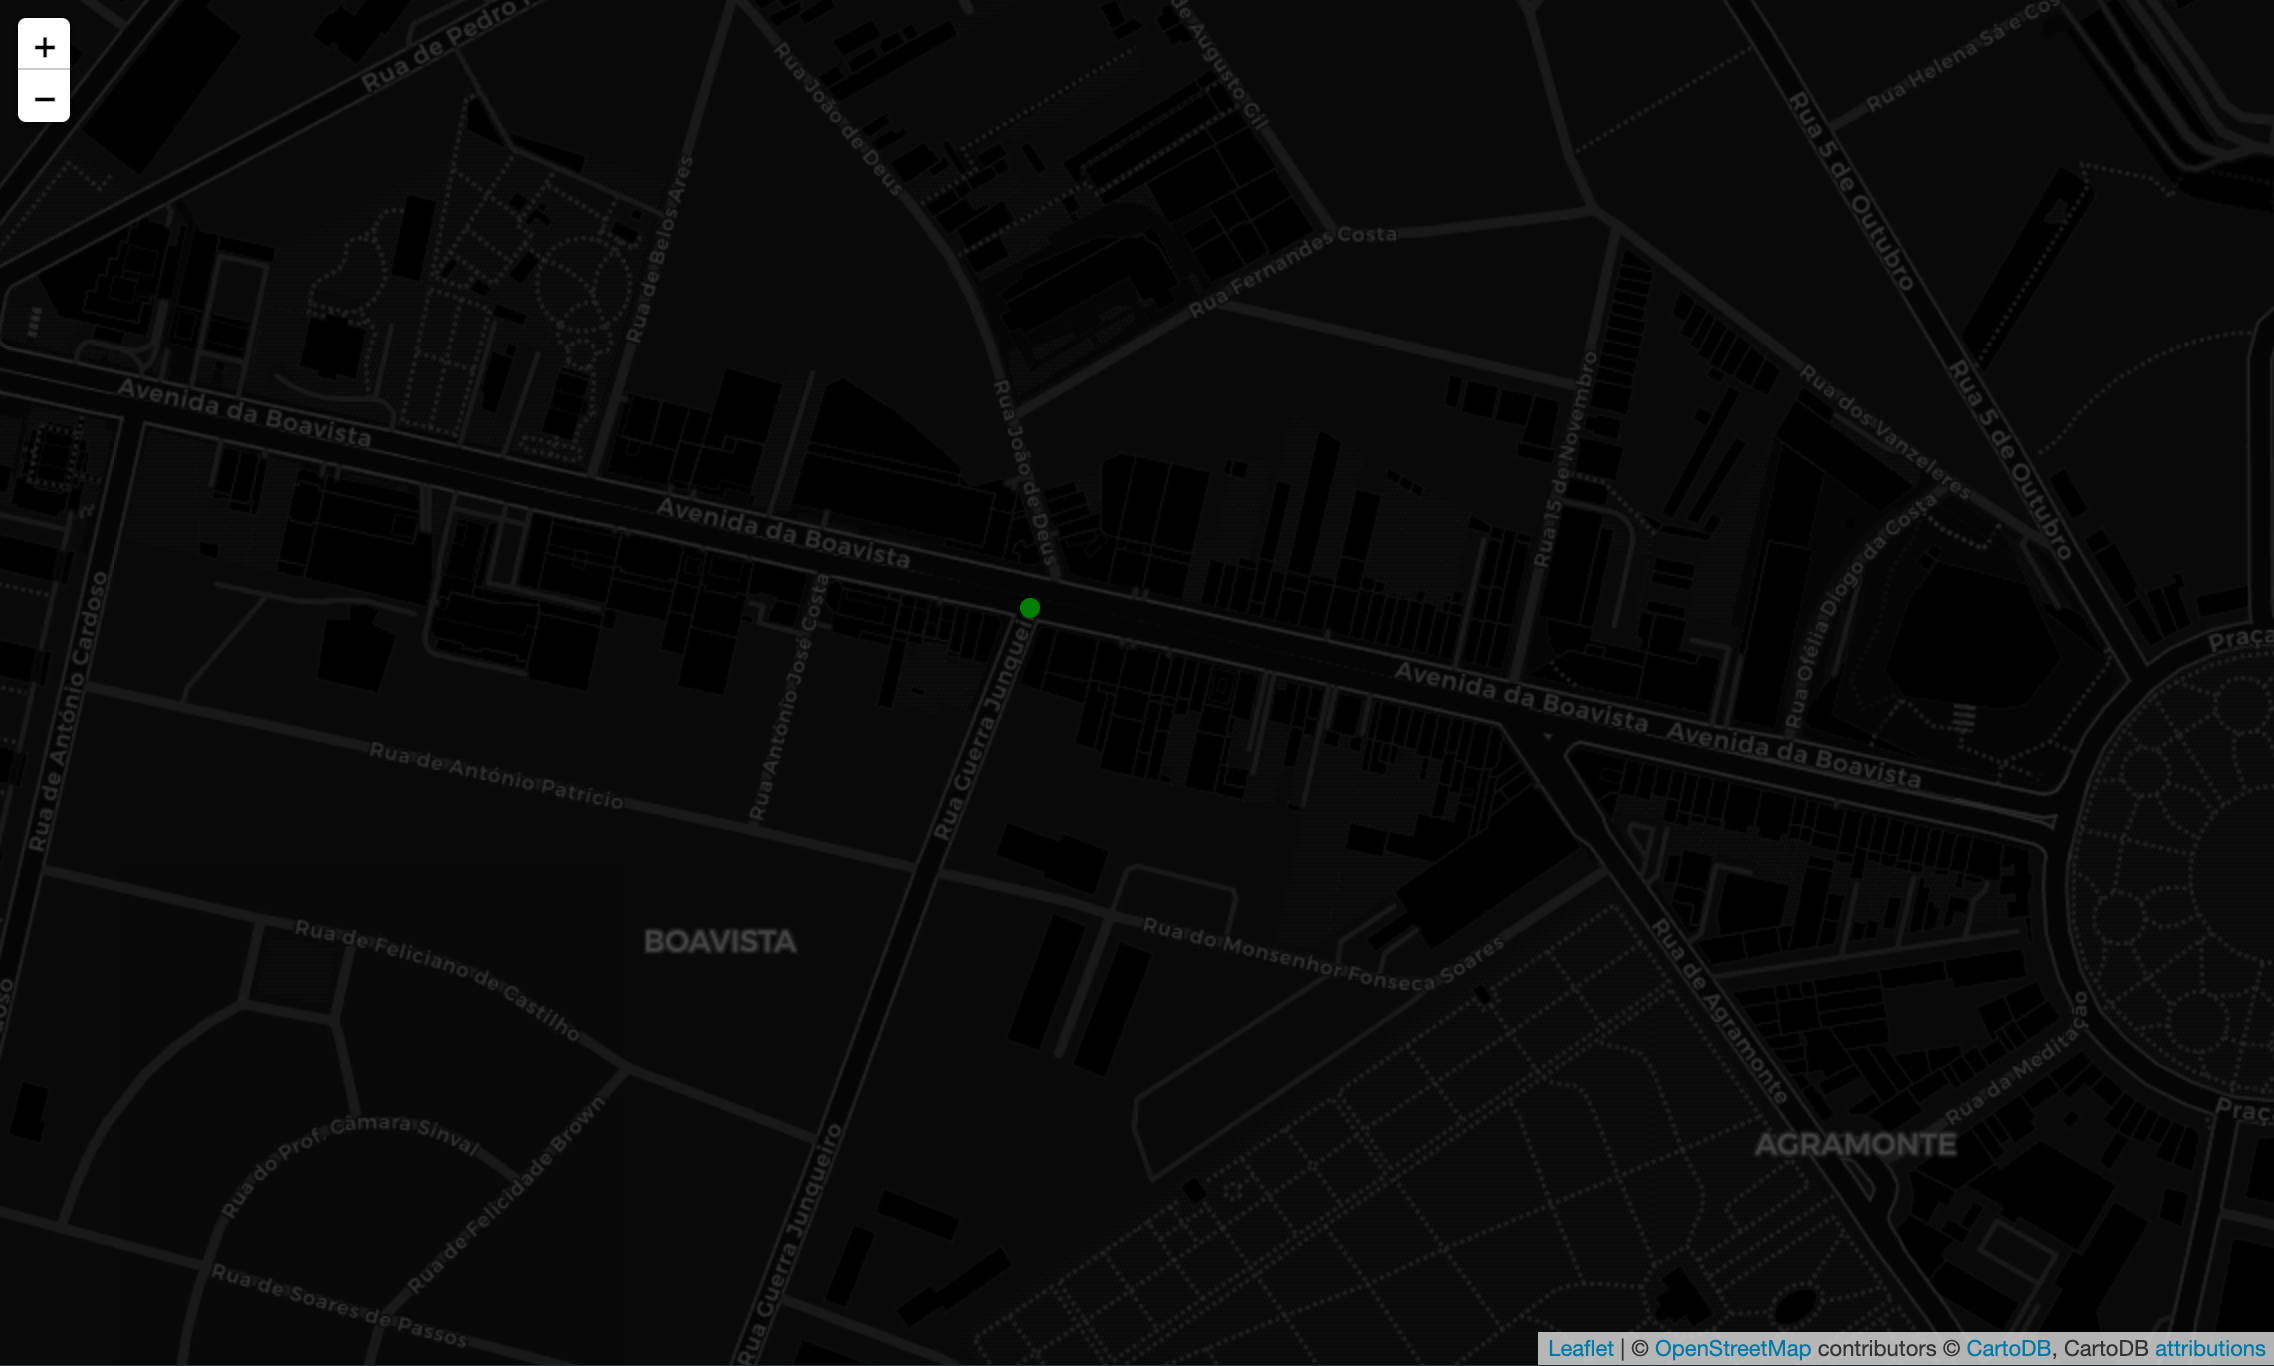 +
−
Rua de Pedro
Rua João de Deus
de Augusto Gil
Rua 5 de Outubro
Rua Helena Sá e Cos
Rua de Belos Ares
Rua Fernandes Costa
Avenida da Boavista
Rua João de Deus
Rua 15 de Novembro
Rua dos Vanzeleres
Rua 5 de Outubro
Avenida da Boavista
Rua Ofélia Diogo da Costa
Rua de António Cardoso
Rua António José Costa
Rua Guerra Junqueiro
Avenida da Boavista
Avenida da Boavista
Praça
Rua de António Patrício
BOAVISTA
Rua de Feliciano de Castilho
Rua do Monsenhor Fonseca Soares
Rua de Agramonte
Rua da Meditação
Praça
oso
Rua do Prof. Câmara Sinval
Rua de Felicidade Brown
AGRAMONTE
Rua Guerra Junqueiro
Rua de Soares de Passos
Leaflet | © OpenStreetMap contributors © CartoDB, CartoDB attributions